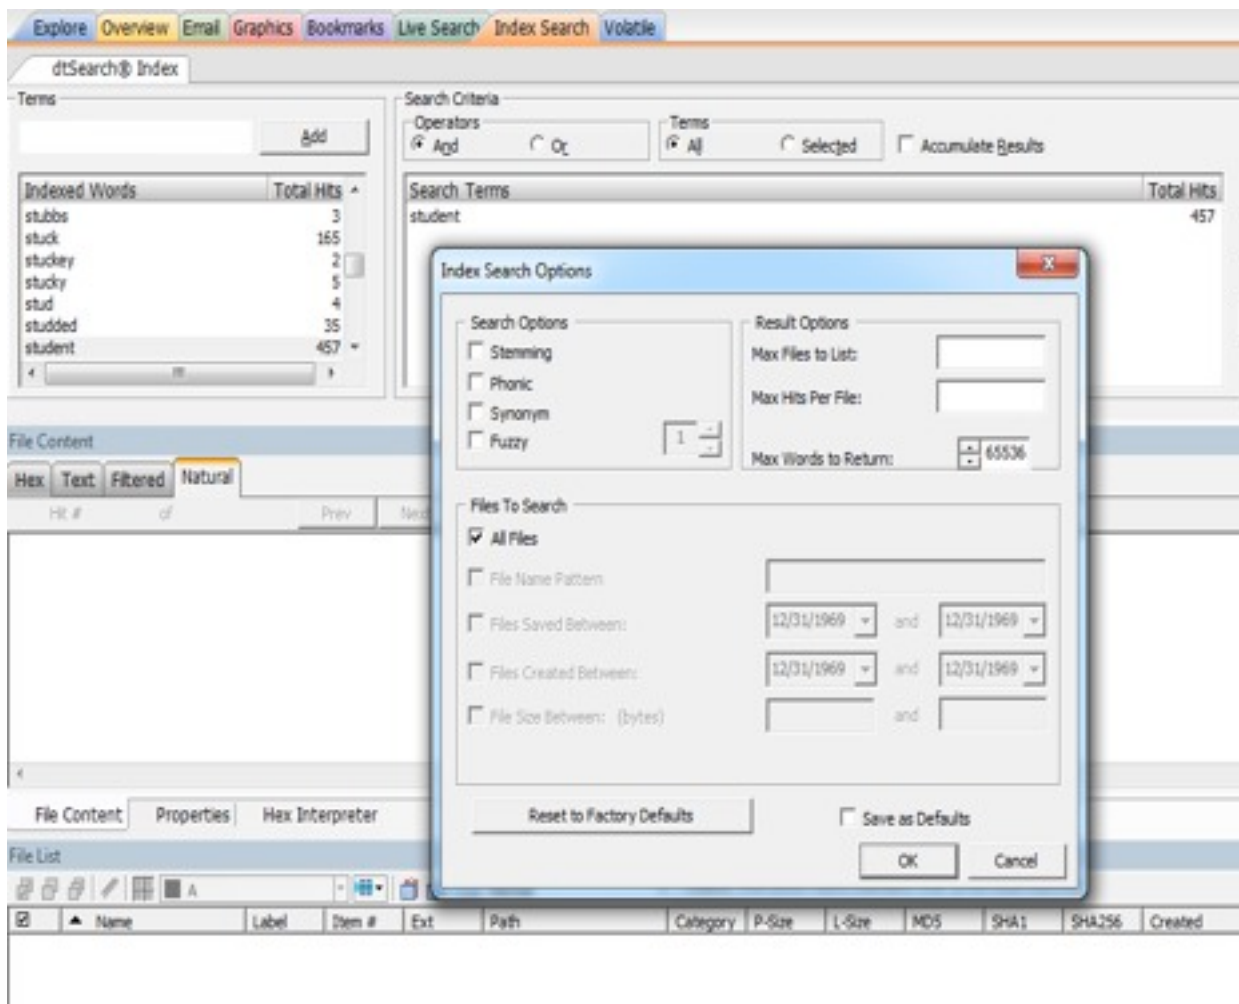 Explore Overview Email Graphics Bookmarks Live Search Index Search Volatile
dtSearch® Index
Terms
Add
Indexed Words Total Hits
stubbs 3
stuck 165
stuckey 2
stucky 5
stud 4
studded 35
student 457
Search Criteria
Operators
And Or
Terms
All Selected
Accumulate Results
Search Terms Total Hits
student 457
Index Search Options X
Search Options
Stemming
Phonic
Synonym
Fuzzy 1
Result Options
Max Files to List:
Max Hits Per File:
Max Words to Return: 65536
Files To Search
All Files
File Name Pattern
Files Saved Between: 12/31/1969 and 12/31/1969
Files Created Between: 12/31/1969 and 12/31/1969
File Size Between: (bytes) and
Reset to Factory Defaults
Save as Defaults
OK Cancel
File Content
Hex Text Filtered Natural
Hit # of Prev
File Content Properties Hex Interpreter
File List
A
Name Label Item # Ext Path Category P-Size L-Size MD5 SHA1 SHA256 Created